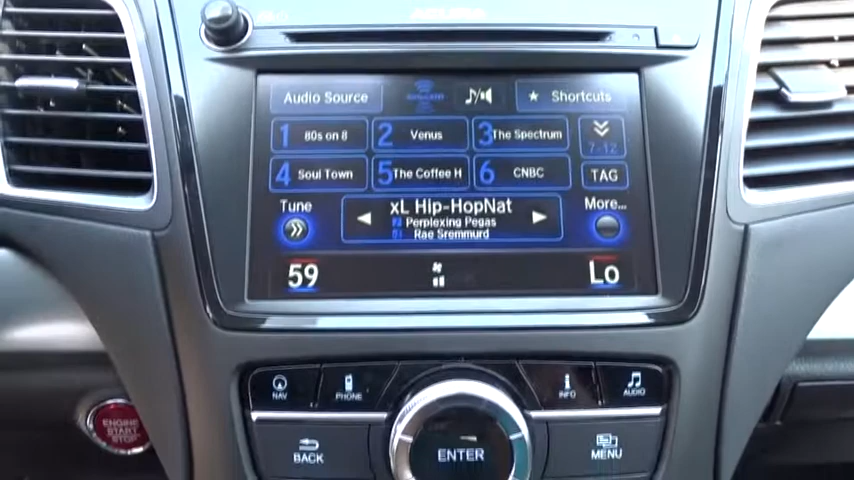 Audio Source
Shortcuts
1 80s on 8
2 Venus
3 The Spectrum
7-12
4 Soul Town
5 The Coffee H
6 CNBC
TAG
Tune
xL Hip-HopNat
More...
Perplexing Pegas
Rae Sremmurd
59
Lo
NAV
PHONE
INFO
AUDIO
ENGINE
START
STOP
BACK
ENTER
MENU